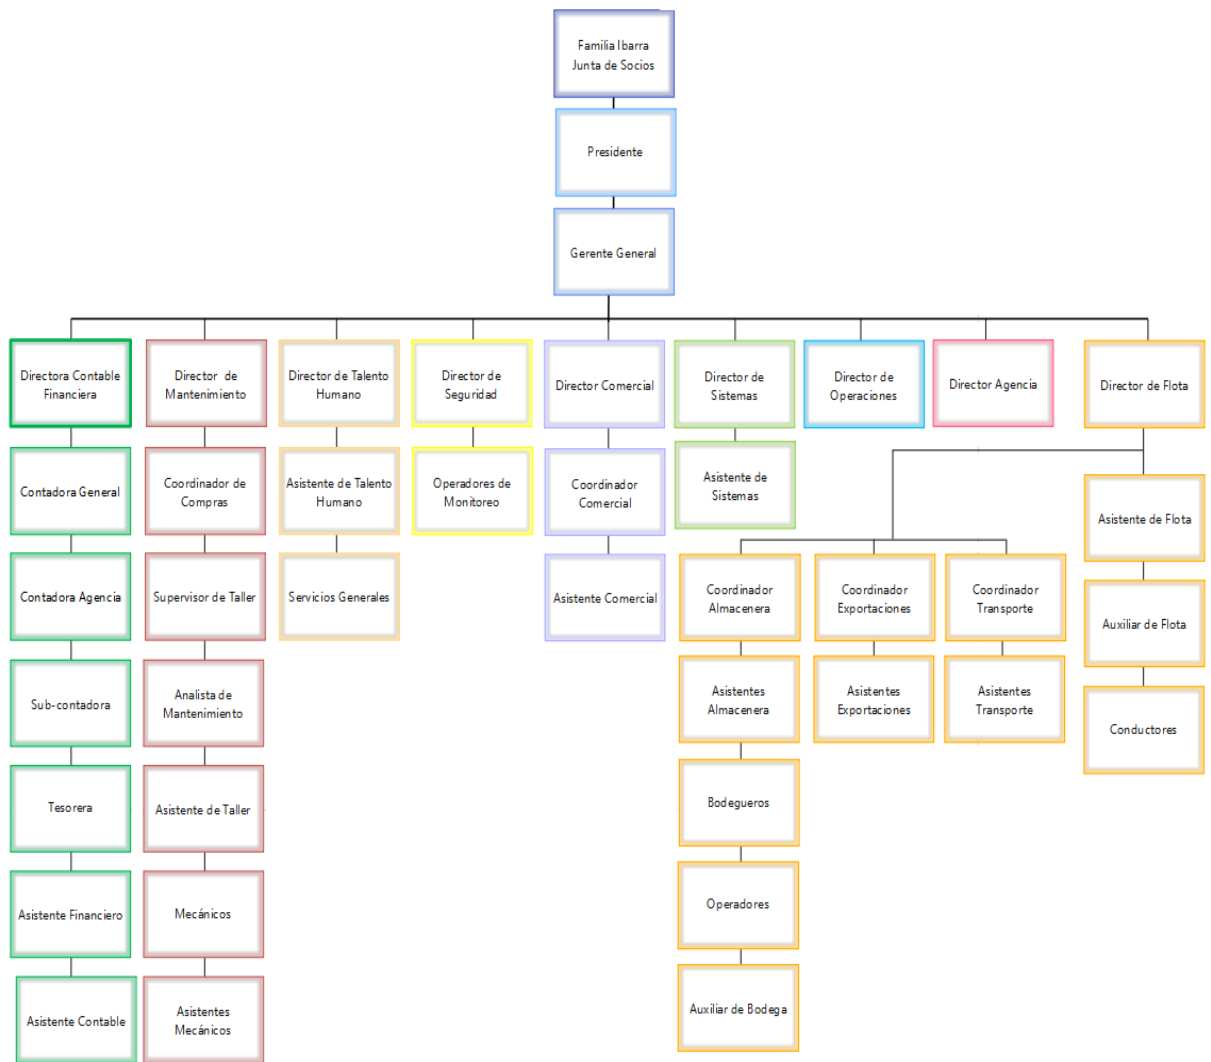 Familia Ibarra
Junta de Socios
Presidente
Gerente General
Directora Contable
Financiera
Director de
Mantenimiento
Director de Talento
Humano
Director de
Seguridad
Director Comercial
Director de
Sistemas
Director de
Operaciones
Director Agencia
Director de Flota
Contadora General
Coordinador de
Compras
Asistente de Talento
Humano
Operadores de
Monitoreo
Coordinador
Comercial
Asistente de
Sistemas
Asistente de Flota
Contadora Agencia
Supervisor de Taller
Servicios Generales
Asistente Comercial
Coordinador
Almacenera
Coordinador
Exportaciones
Coordinador
Transporte
Auxiliar de Flota
Sub-contadora
Analista de
Mantenimiento
Asistentes
Almacenera
Asistentes
Exportaciones
Asistentes
Transporte
Conductores
Tesorera
Asistente de Taller
Bodegueros
Asistente Financiero
Mecánicos
Operadores
Asistente Contable
Asistentes
Mecánicos
Auxiliar de Bodega